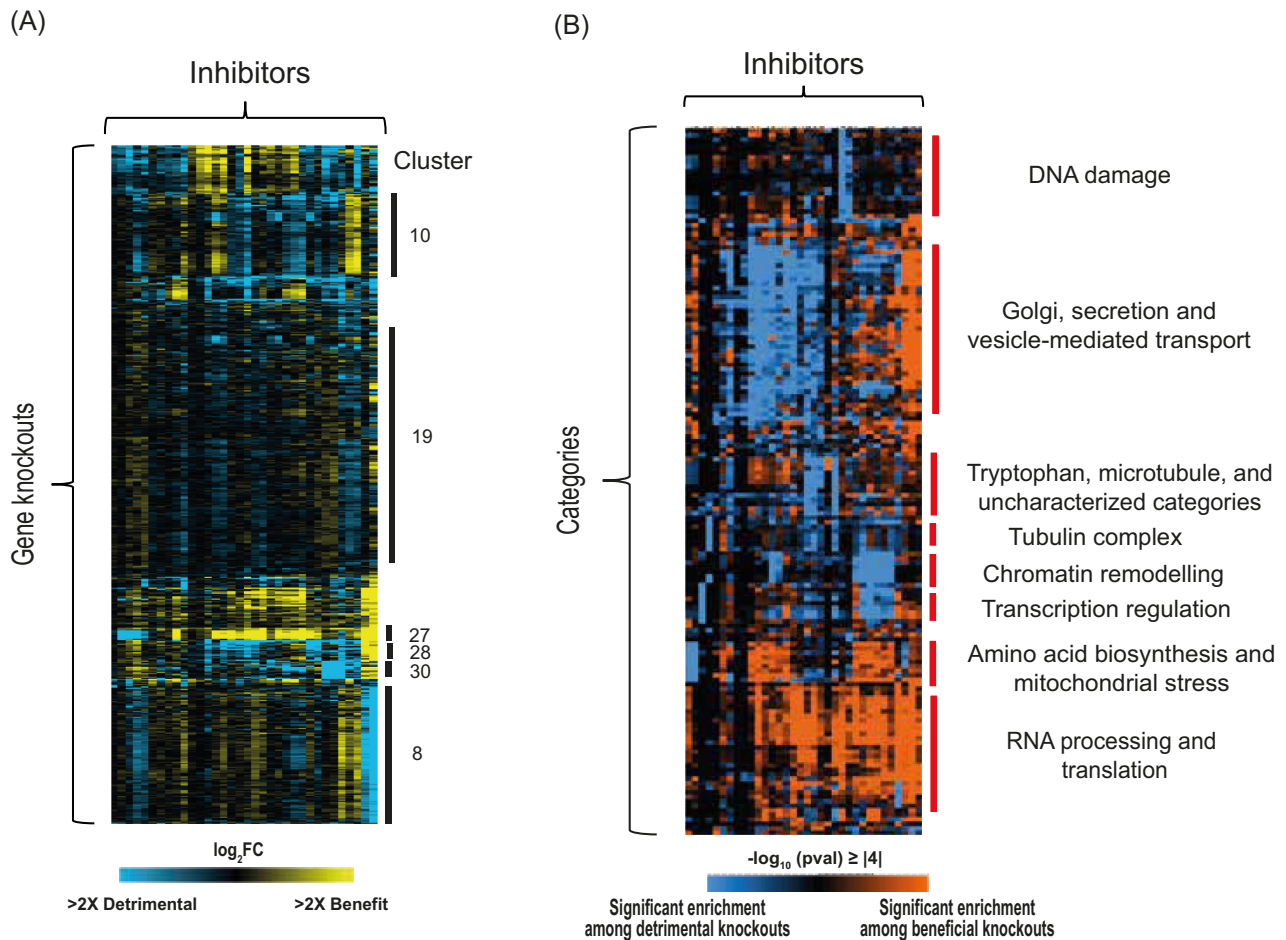 (A)
Inhibitors
Cluster
Gene knockouts
10
19
27
28
30
8
log₂FC
>2X Detrimental
>2X Benefit
(B)
Inhibitors
Categories
DNA damage
Golgi, secretion and
vesicle-mediated transport
Tryptophan, microtubule, and
uncharacterized categories
Tubulin complex
Chromatin remodelling
Transcription regulation
Amino acid biosynthesis and
mitochondrial stress
RNA processing and
translation
-log₁₀ (pval) ≥ |4|
Significant enrichment
among detrimental knockouts
Significant enrichment
among beneficial knockouts